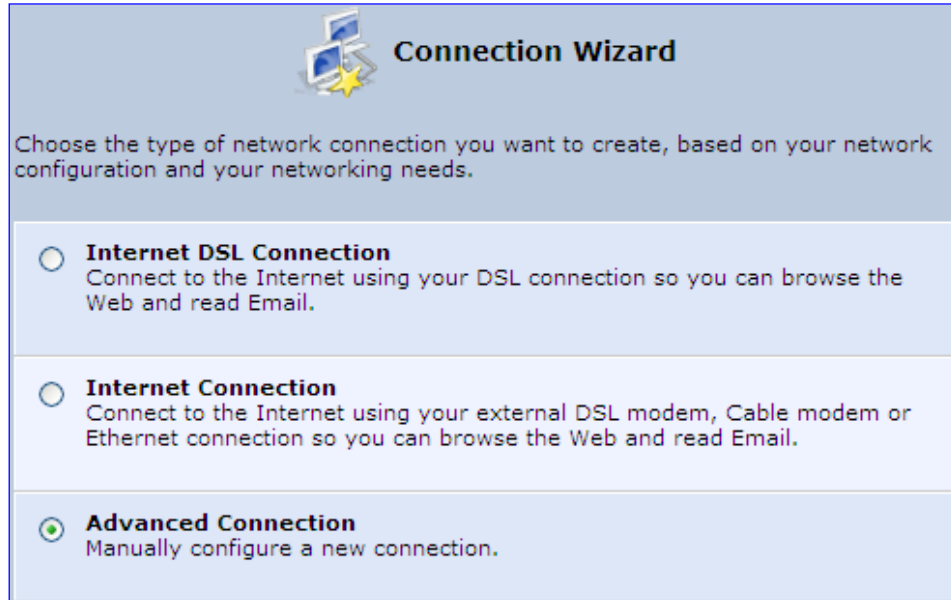 Connection Wizard
Choose the type of network connection you want to create, based on your network
configuration and your networking needs.
Internet DSL Connection
Connect to the Internet using your DSL connection so you can browse the
Web and read Email.
Internet Connection
Connect to the Internet using your external DSL modem, Cable modem or
Ethernet connection so you can browse the Web and read Email.
Advanced Connection
Manually configure a new connection.